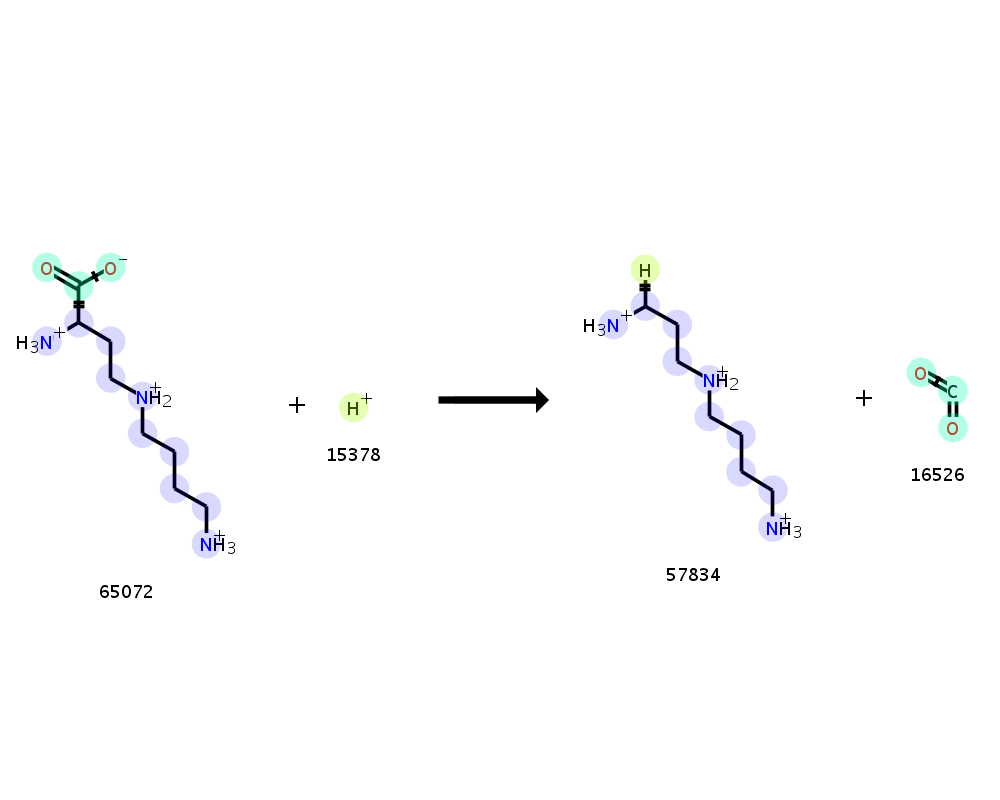 O O⁻ H
H₃N⁺ H₃N⁺
O C
NH₂⁺ + H⁺ NH₂⁺ + O
15378 16526
NH₃⁺ NH₃⁺
65072 57834